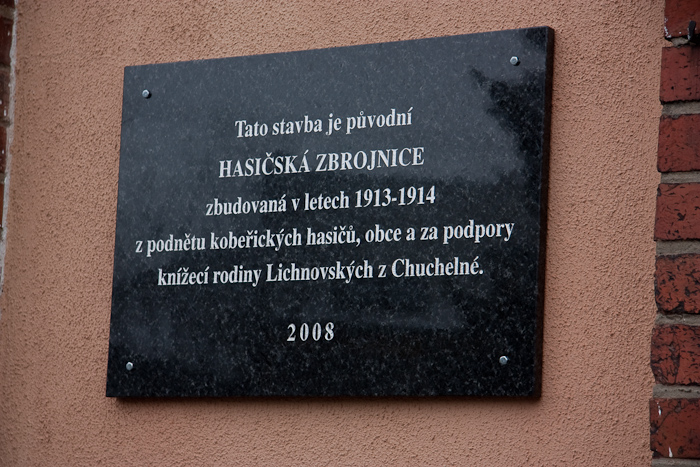 Tato stavba je původní
HASIČSKÁ ZBROJNICE
zbudovaná v letech 1913-1914
z podnětu kobeřických hasičů, obce a za podpory
knížecí rodiny Lichnovských z Chuchelné.
2008